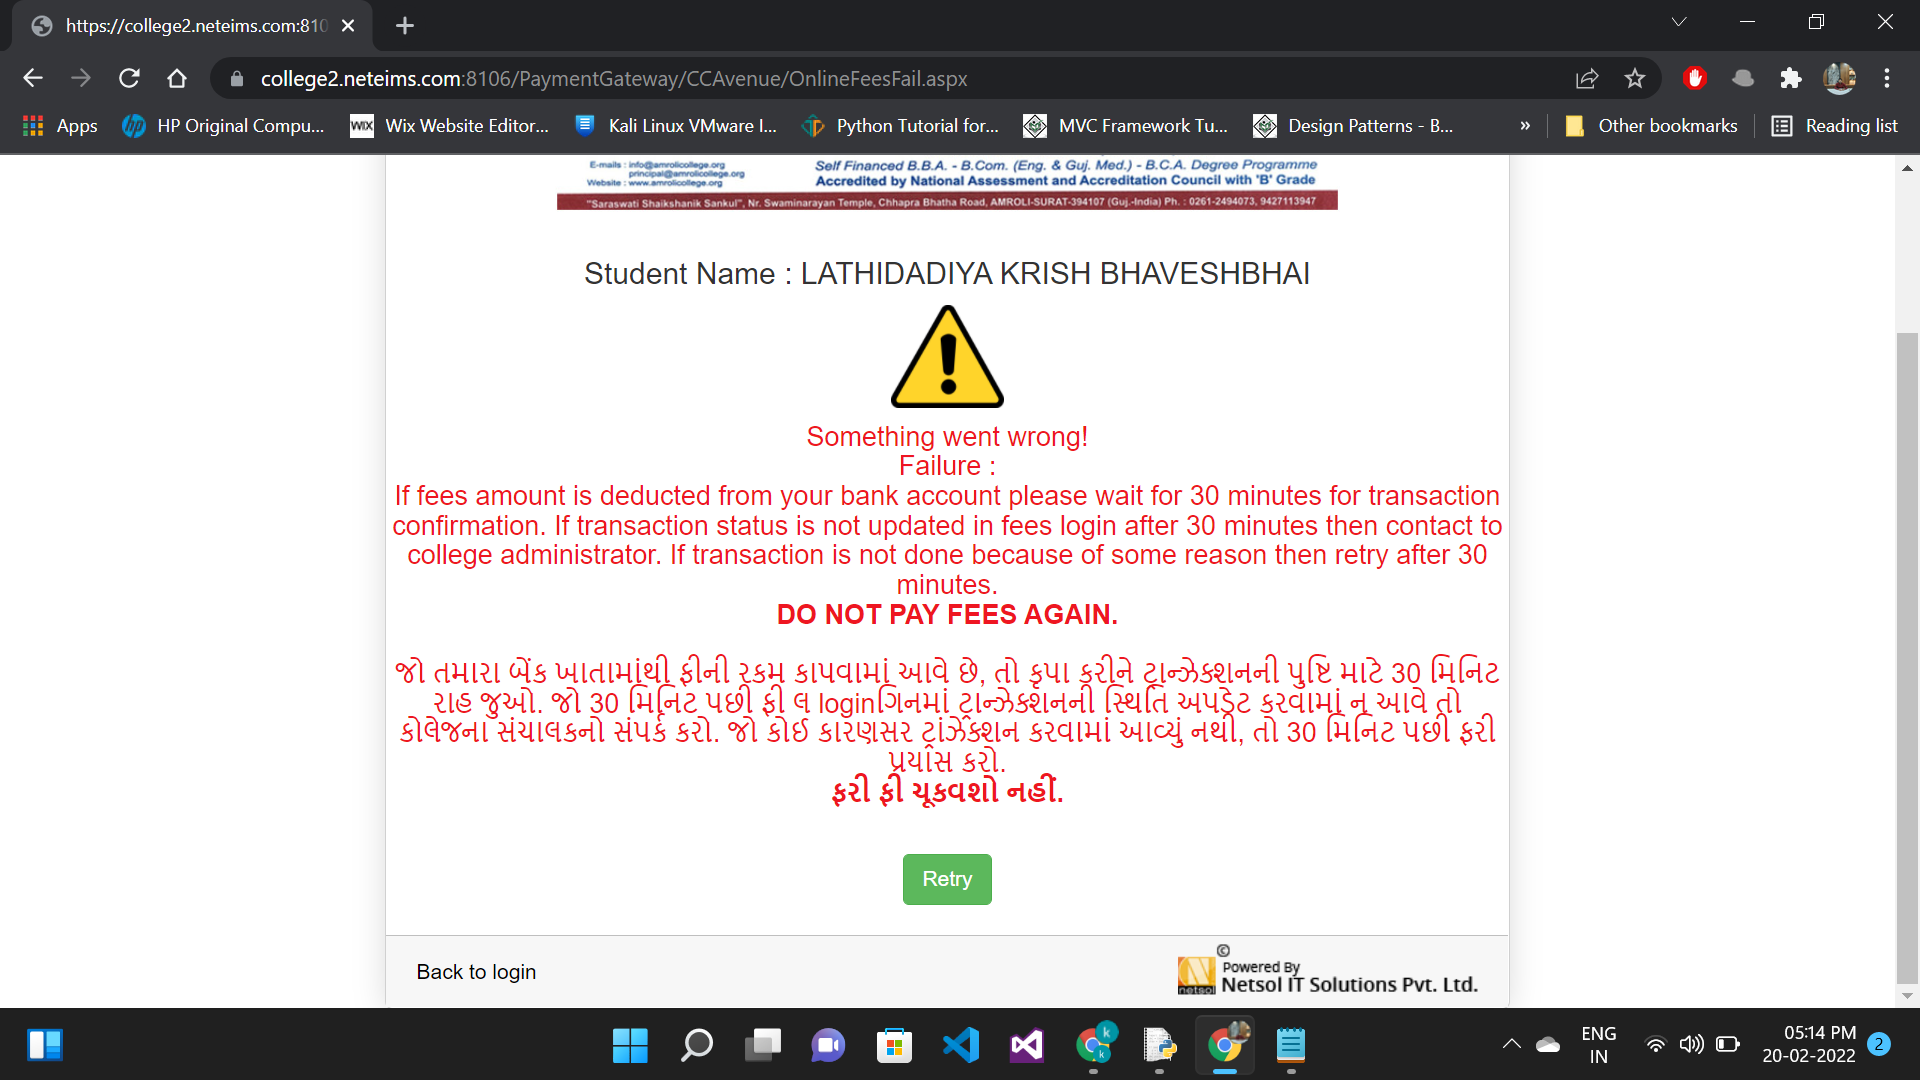 https://college2.neteims.com:810
college2.neteims.com:8106/PaymentGateway/CCAvenue/OnlineFeesFail.aspx
Apps
HP Original Compu...
WIX
Wix Website Editor...
Kali Linux VMware I...
Python Tutorial for...
MVC Framework Tu...
Design Patterns - B...
»
Other bookmarks
Reading list
E-mails : info@amrolicollege.org
principal@amrolicollege.org
Website : www.amrolicollege.org
Self Financed B.B.A. - B.Com. (Eng. & Guj. Med.) - B.C.A. Degree Programme
Accredited by National Assessment and Accreditation Council with 'B' Grade
"Saraswati Shaikshanik Sankul", Nr. Swaminarayan Temple, Chhapra Bhatha Road, AMROLI-SURAT-394107 (Guj.-India) Ph. : 0261-2494073, 9427113947
Student Name : LATHIDADIYA KRISH BHAVESHBHAI
Something went wrong!
Failure :
If fees amount is deducted from your bank account please wait for 30 minutes for transaction
confirmation. If transaction status is not updated in fees login after 30 minutes then contact to
college administrator. If transaction is not done because of some reason then retry after 30
minutes.
DO NOT PAY FEES AGAIN.
જો તમારા બેંક ખાતામાંથી ફીની રકમ કાપવામાં આવે છે, તો કૃપા કરીને ટ્રાન્ઝેક્શનની પુષ્ટિ માટે 30 મિનિટ
રાહ જુઓ. જો 30 મિનિટ પછી ફી લ loginગિનમાં ટ્રાન્ઝેક્શનની સ્થિતિ અપડેટ કરવામાં ન આવે તો
કોલેજના સંચાલકનો સંપર્ક કરો. જો કોઈ કારણસર ટ્રાંઝેક્શન કરવામાં આવ્યું નથી, તો 30 મિનિટ પછી ફરી
પ્રયાસ કરો.
ફરી ફી ચૂકવશો નહીં.
Retry
Back to login
©
Powered By
netsol
Netsol IT Solutions Pvt. Ltd.
k
k
ENG
IN
05:14 PM
20-02-2022
2